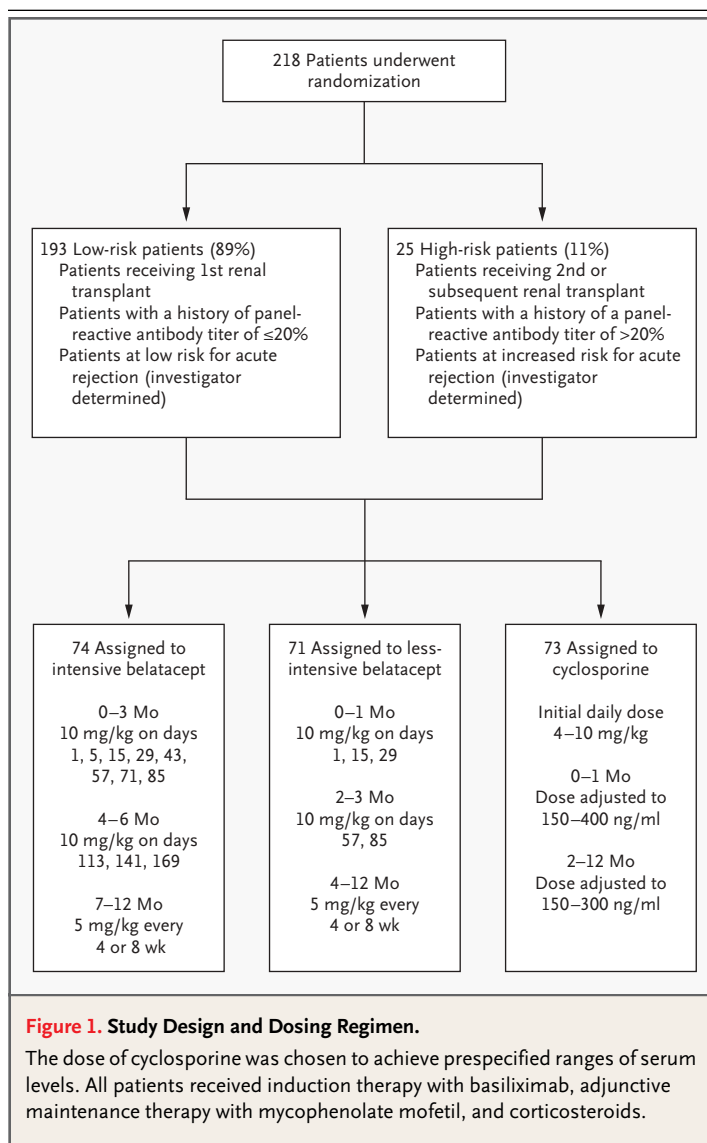 218 Patients underwent
randomization
193 Low-risk patients (89%)
Patients receiving 1st renal
transplant
Patients with a history of panel-
reactive antibody titer of ≤20%
Patients at low risk for acute
rejection (investigator
determined)
25 High-risk patients (11%)
Patients receiving 2nd or
subsequent renal transplant
Patients with a history of a panel-
reactive antibody titer of >20%
Patients at increased risk for acute
rejection (investigator
determined)
74 Assigned to
intensive belatacept
0–3 Mo
10 mg/kg on days
1, 5, 15, 29, 43,
57, 71, 85
4–6 Mo
10 mg/kg on days
113, 141, 169
7–12 Mo
5 mg/kg every
4 or 8 wk
71 Assigned to less-
intensive belatacept
0–1 Mo
10 mg/kg on days
1, 15, 29
2–3 Mo
10 mg/kg on days
57, 85
4–12 Mo
5 mg/kg every
4 or 8 wk
73 Assigned to
cyclosporine
Initial daily dose
4–10 mg/kg
0–1 Mo
Dose adjusted to
150–400 ng/ml
2–12 Mo
Dose adjusted to
150–300 ng/ml
Figure 1. Study Design and Dosing Regimen.
The dose of cyclosporine was chosen to achieve prespecified ranges of serum
levels. All patients received induction therapy with basiliximab, adjunctive
maintenance therapy with mycophenolate mofetil, and corticosteroids.